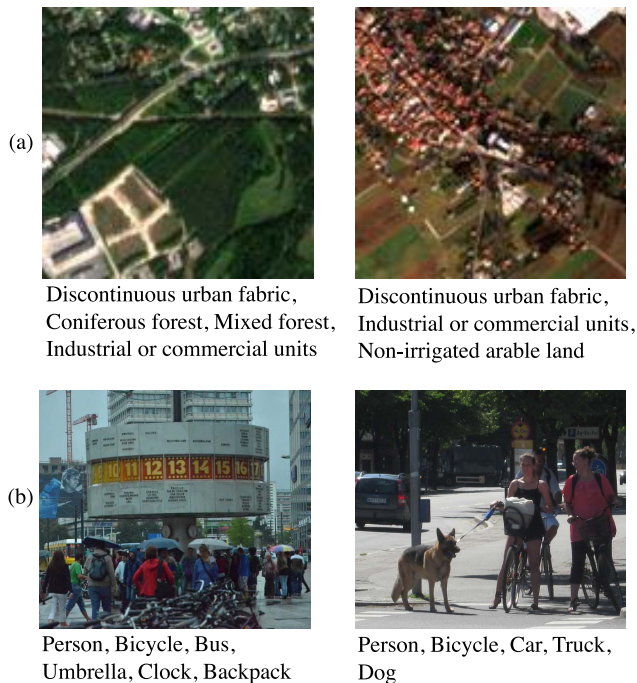 (a)
Discontinuous urban fabric,
Coniferous forest, Mixed forest,
Industrial or commercial units
Discontinuous urban fabric,
Industrial or commercial units,
Non-irrigated arable land
(b)
10 11 12 13 14 15 16 17
Person, Bicycle, Bus,
Umbrella, Clock, Backpack
Person, Bicycle, Car, Truck,
Dog